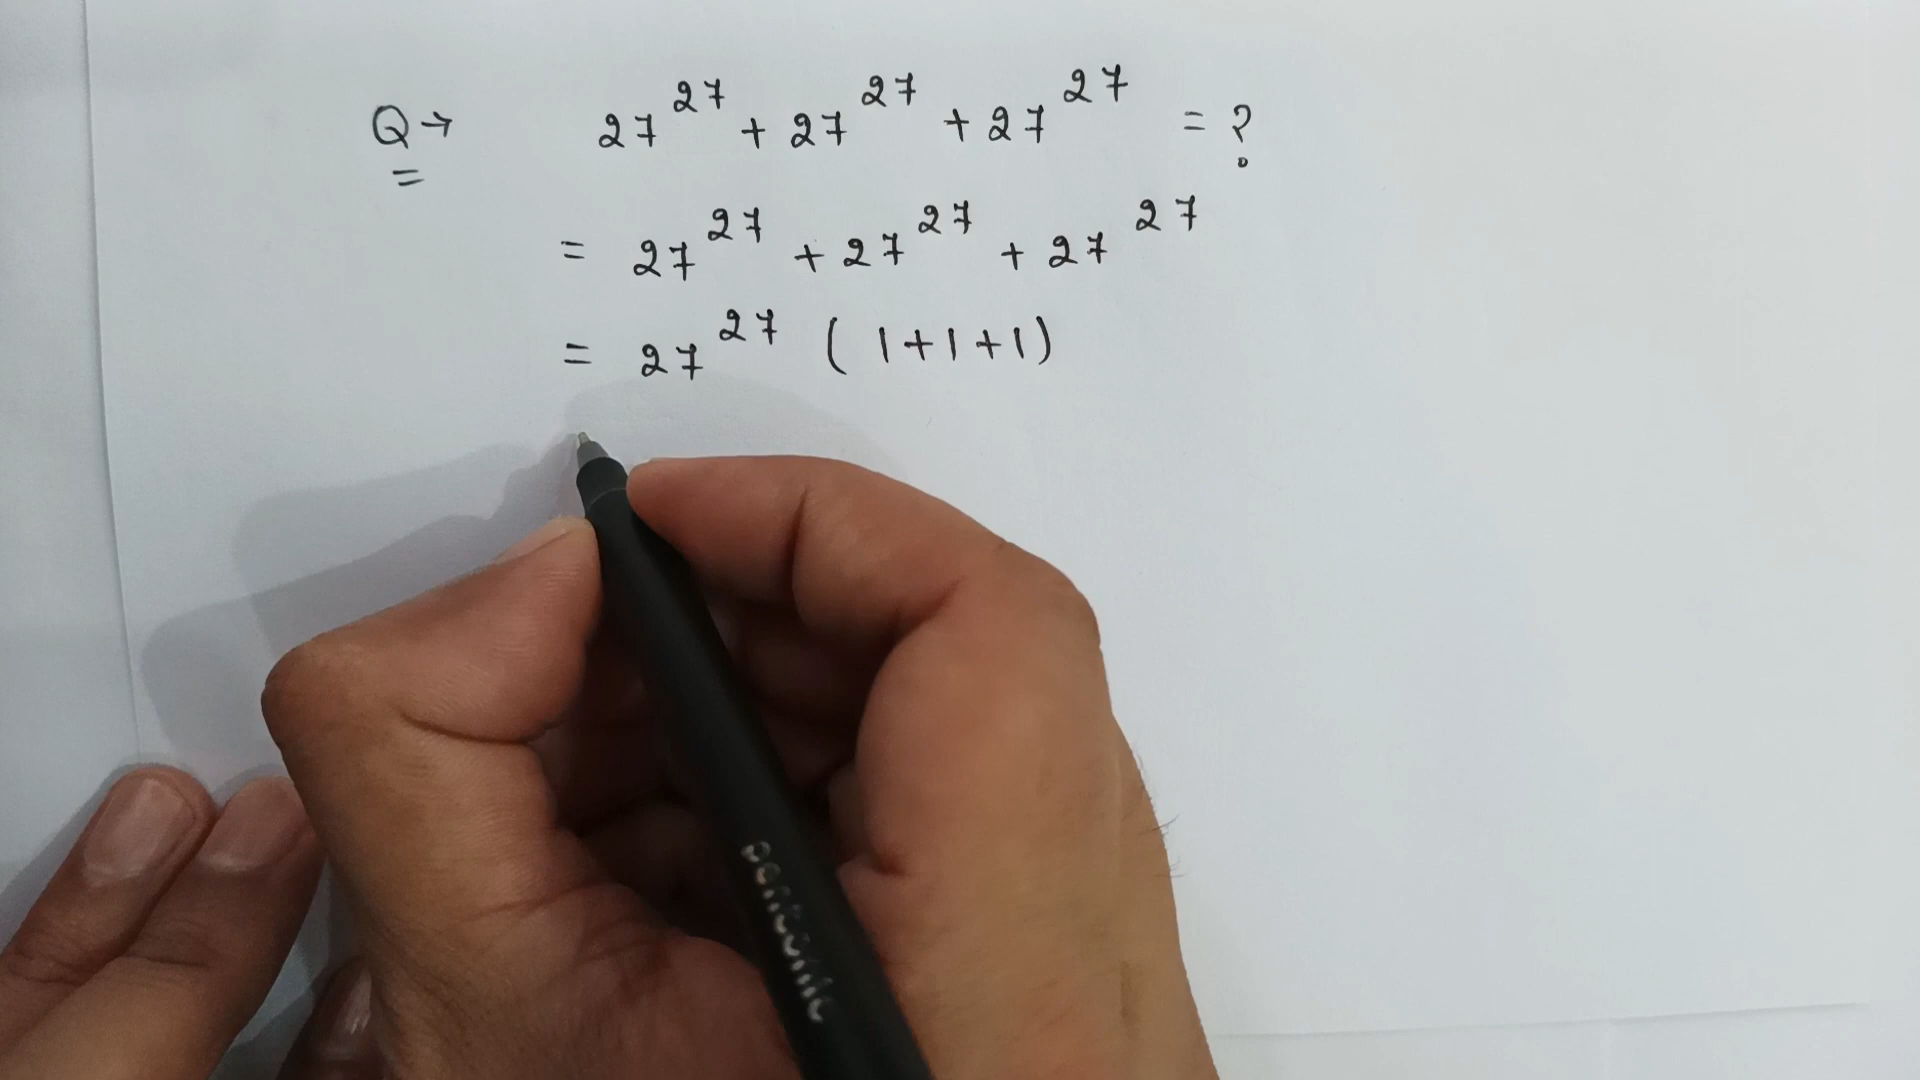 Q→ 27^27 + 27^27 + 27^27 = ?
= 27^27 + 27^27 + 27^27
= 27^27 (1+1+1)